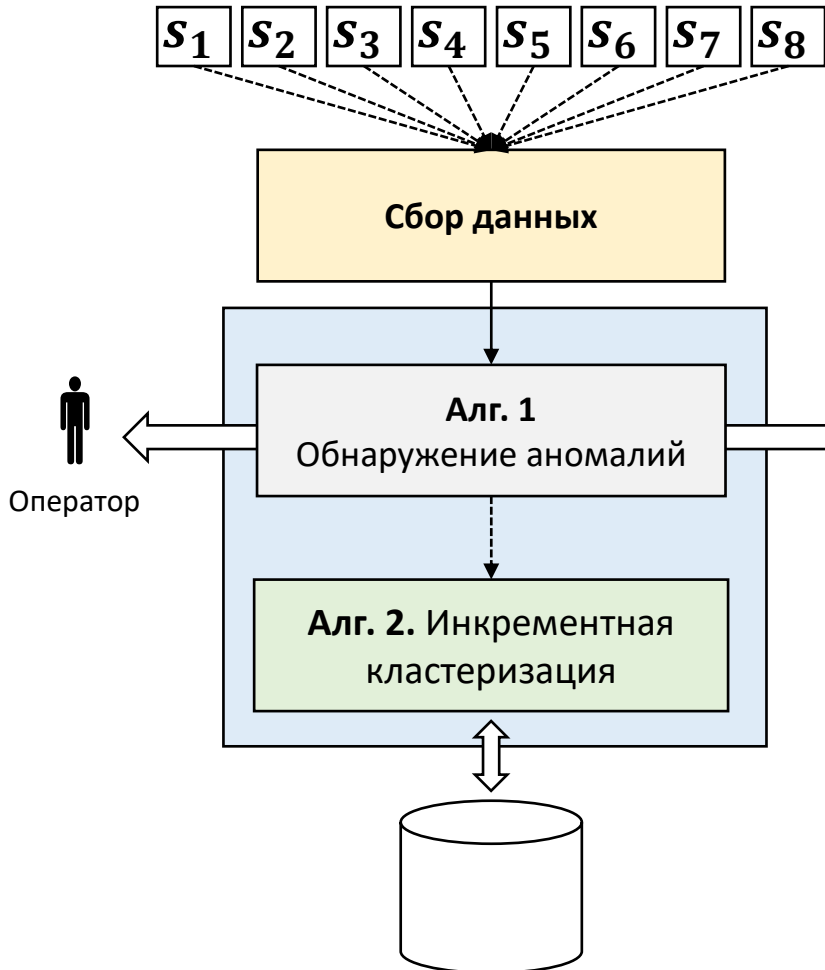 s₁ s₂ s₃ s₄ s₅ s₆ s₇ s₈
Сбор данных
Алг. 1
Обнаружение аномалий
Оператор
Алг. 2. Инкрементная
кластеризация